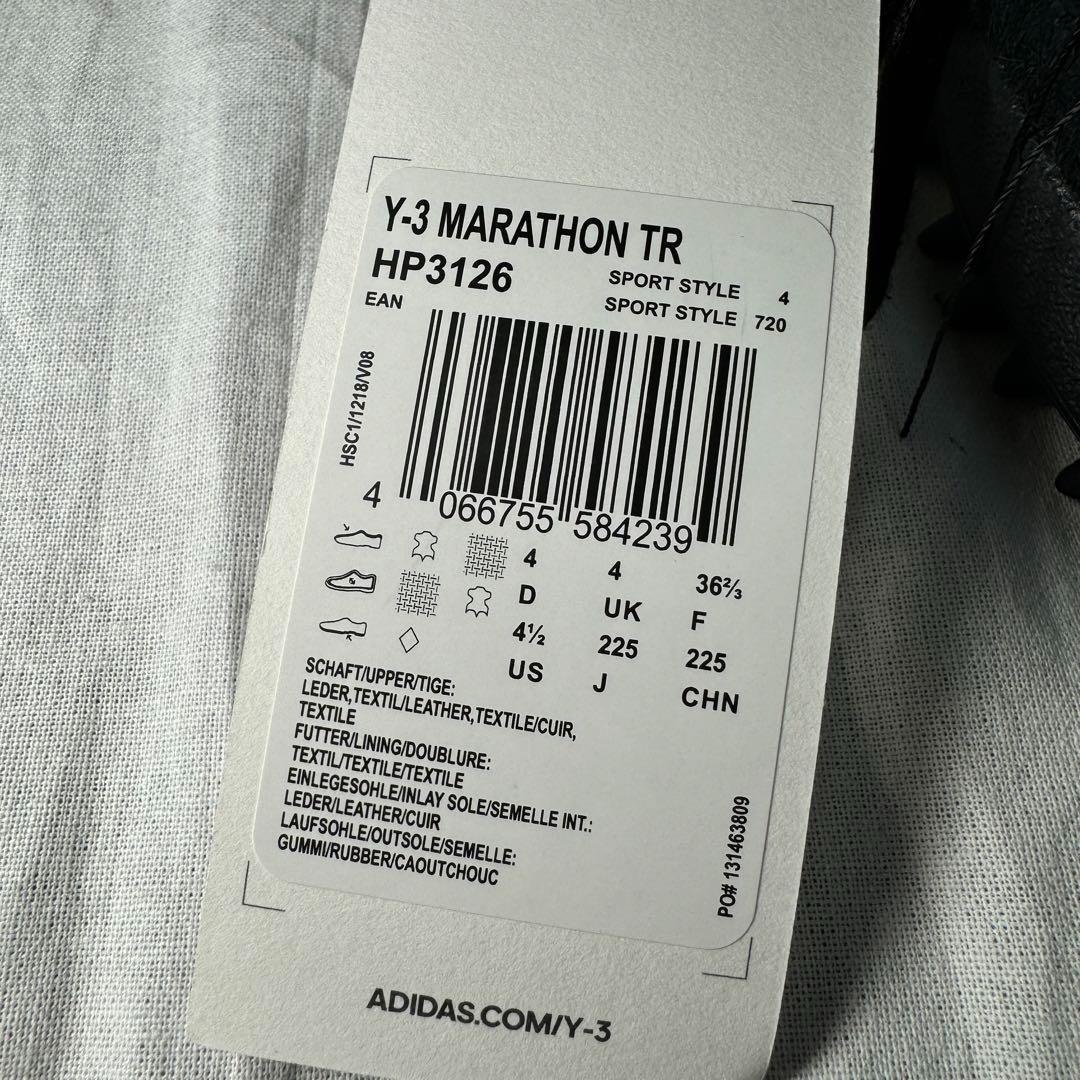 Y-3 MARATHON TR
HP3126
SPORT STYLE 4
SPORT STYLE 720
EAN
HSC1/1218/V08
4 066755 584239
4 4 36⅔
D UK F
4½ 225 225
US J CHN
SCHAFT/UPPER/TIGE:
LEDER,TEXTIL/LEATHER,TEXTILE/CUIR,
TEXTILE
FUTTER/LINING/DOUBLURE:
TEXTIL/TEXTILE/TEXTILE
EINLEGESOHLE/INLAY SOLE/SEMELLE INT.:
LEDER/LEATHER/CUIR
LAUFSOHLE/OUTSOLE/SEMELLE:
GUMMI/RUBBER/CAOUTCHOUC
PO# 131463809
ADIDAS.COM/Y-3